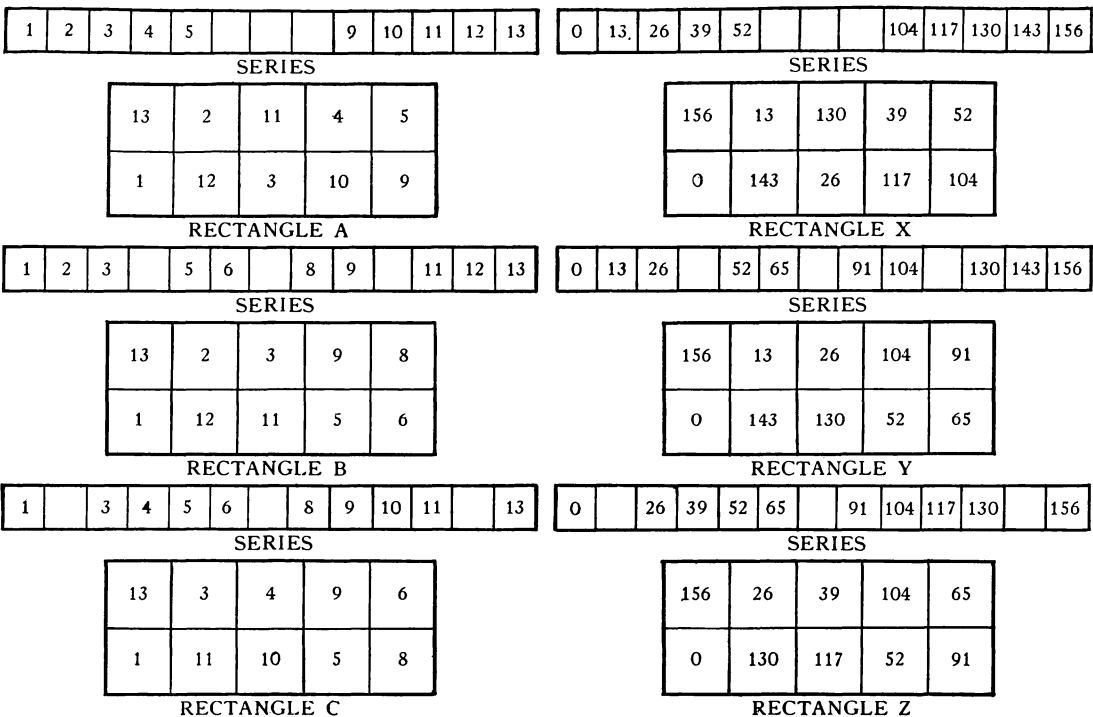 1 2 3 4 5 9 10 11 12 13
SERIES
13 2 11 4 5
1 12 3 10 9
RECTANGLE A
0 13. 26 39 52 104 117 130 143 156
SERIES
156 13 130 39 52
0 143 26 117 104
RECTANGLE X
1 2 3 5 6 8 9 11 12 13
SERIES
13 2 3 9 8
1 12 11 5 6
RECTANGLE B
0 13 26 52 65 91 104 130 143 156
SERIES
156 13 26 104 91
0 143 130 52 65
RECTANGLE Y
1 3 4 5 6 8 9 10 11 13
SERIES
13 3 4 9 6
1 11 10 5 8
RECTANGLE C
0 26 39 52 65 91 104 117 130 156
SERIES
156 26 39 104 65
0 130 117 52 91
RECTANGLE Z